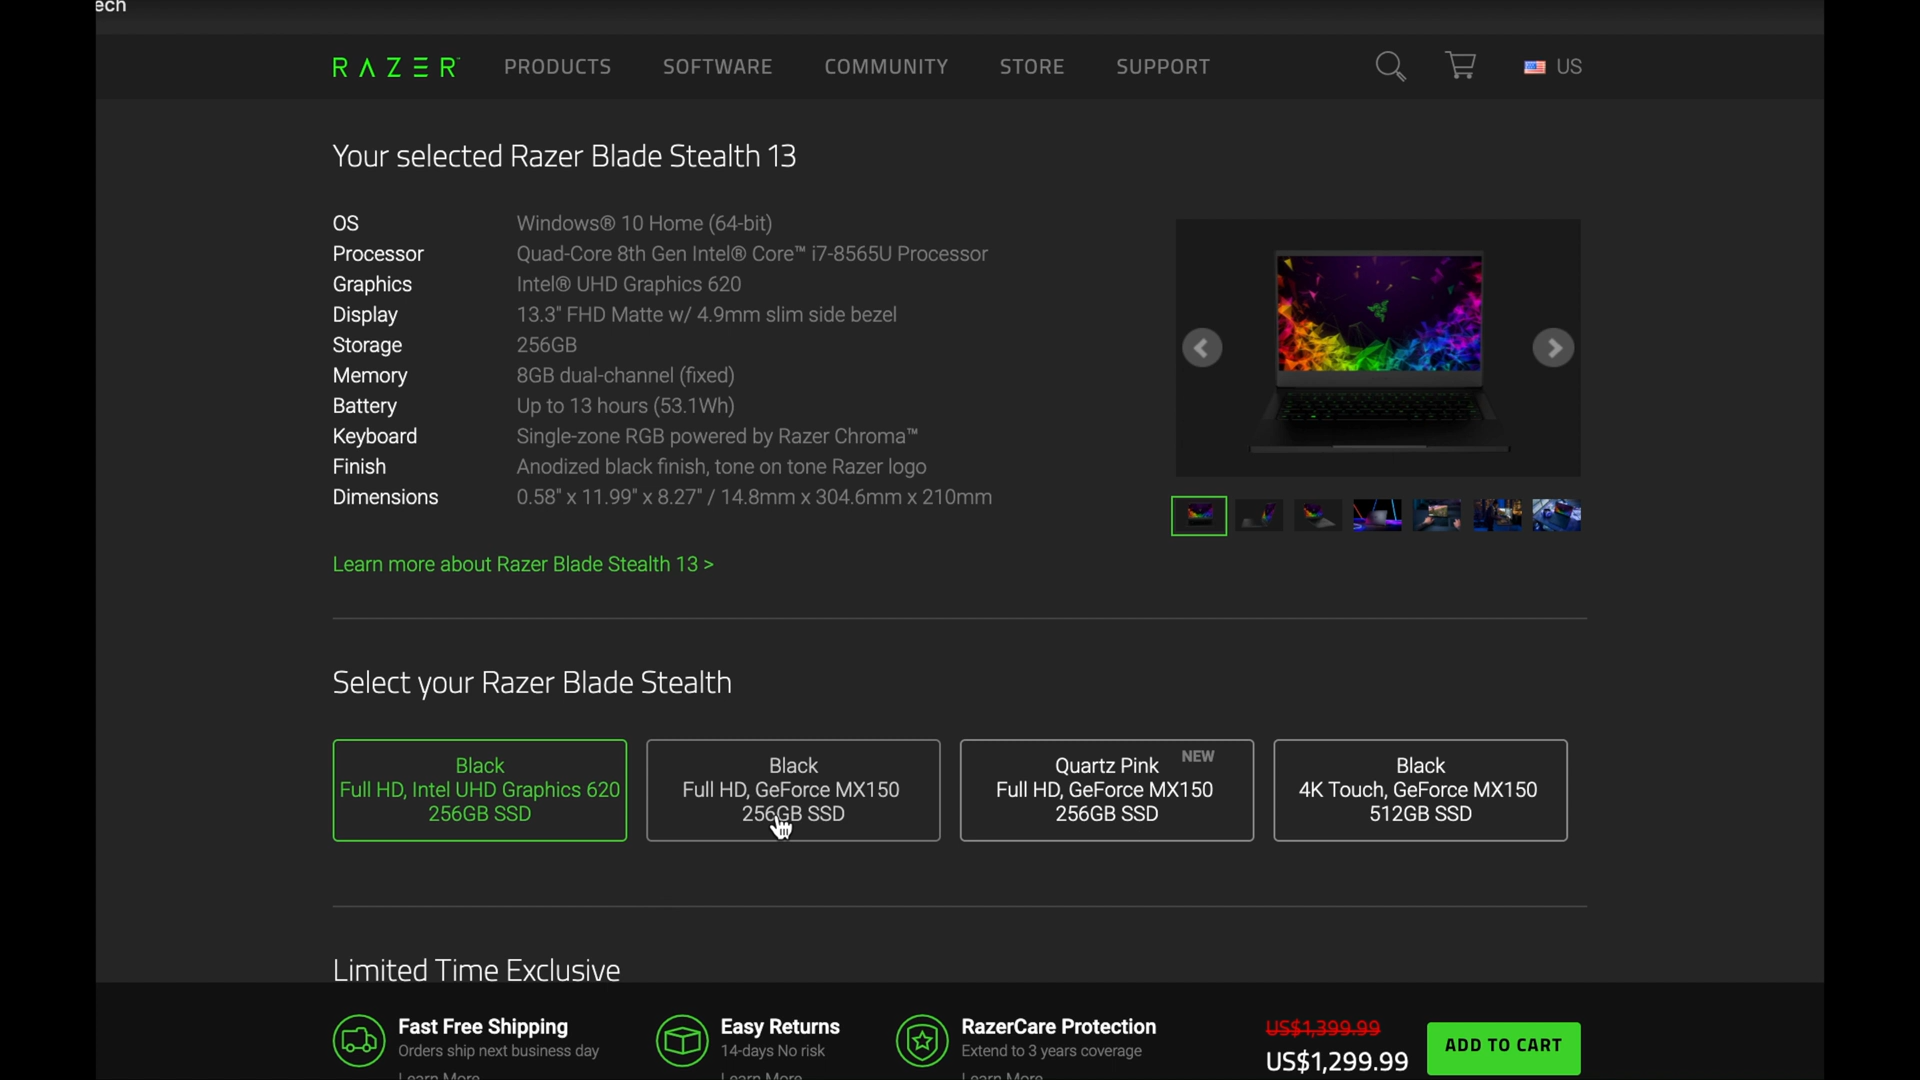 ech
RAZER PRODUCTS SOFTWARE COMMUNITY STORE SUPPORT US
Your selected Razer Blade Stealth 13
OS Windows® 10 Home (64-bit)
Processor Quad-Core 8th Gen Intel® Core™ i7-8565U Processor
Graphics Intel® UHD Graphics 620
Display 13.3" FHD Matte w/ 4.9mm slim side bezel
Storage 256GB
Memory 8GB dual-channel (fixed)
Battery Up to 13 hours (53.1Wh)
Keyboard Single-zone RGB powered by Razer Chroma™
Finish Anodized black finish, tone on tone Razer logo
Dimensions 0.58" x 11.99" x 8.27" / 14.8mm x 304.6mm x 210mm
Learn more about Razer Blade Stealth 13 >
Select your Razer Blade Stealth
Black
Full HD, Intel UHD Graphics 620
256GB SSD
Black
Full HD, GeForce MX150
256GB SSD
Quartz Pink NEW
Full HD, GeForce MX150
256GB SSD
Black
4K Touch, GeForce MX150
512GB SSD
Limited Time Exclusive
Fast Free Shipping
Orders ship next business day
Learn More
Easy Returns
14-days No risk
Learn More
RazerCare Protection
Extend to 3 years coverage
Learn More
US$1,399.99
US$1,299.99
ADD TO CART